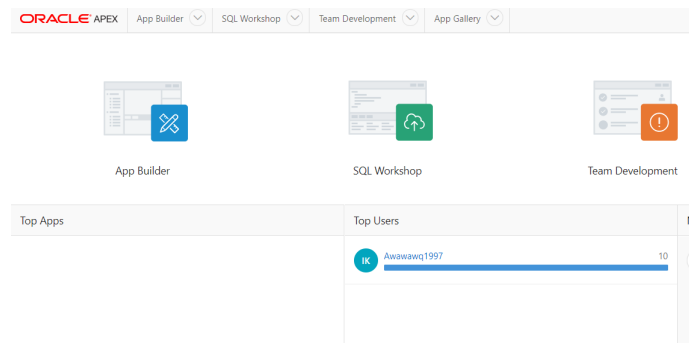 ORACLE APEX App Builder SQL Workshop Team Development App Gallery
App Builder SQL Workshop Team Development
Top Apps Top Users
IK Awawawq1997 10